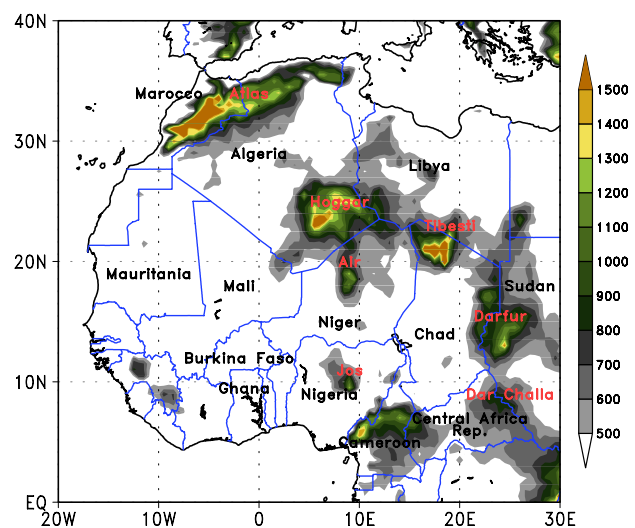 40N
30N
20N
10N
EQ
20W 10W 0 10E 20E 30E
Marocco Atlas
Algeria
Libya
Hoggar
Tibesti
Air
Mauritania
Mali
Sudan
Niger
Darfur
Chad
Burkina Faso
Jos
Ghana
Nigeria
Dar Challa
Central Africa
Rep.
Cameroon
1500
1400
1300
1200
1100
1000
900
800
700
600
500